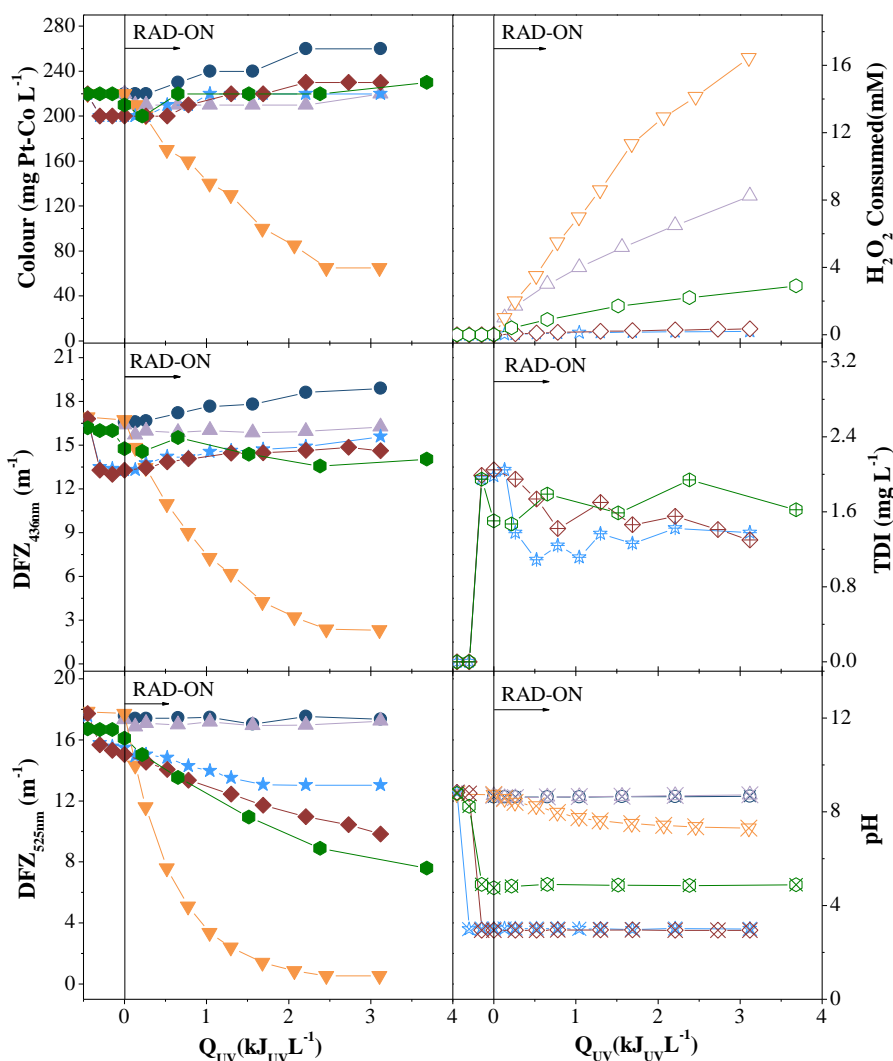 RAD-ON
RAD-ON
280
240
200
160
120
80
40
0
Colour (mg Pt-Co L⁻¹)
16
12
8
4
0
H₂O₂ Consumed(mM)
RAD-ON
RAD-ON
21
18
15
12
9
6
3
0
DFZ₄₃₆ₙₘ (m⁻¹)
3.2
2.4
1.6
0.8
0.0
TDI (mg L⁻¹)
RAD-ON
RAD-ON
20
16
12
8
4
0
DFZ₅₂₅ₙₘ (m⁻¹)
12
8
4
0
pH
0 1 2 3 4
0 1 2 3 4
Q_UV(kJ_UV L⁻¹)
Q_UV(kJ_UV L⁻¹)